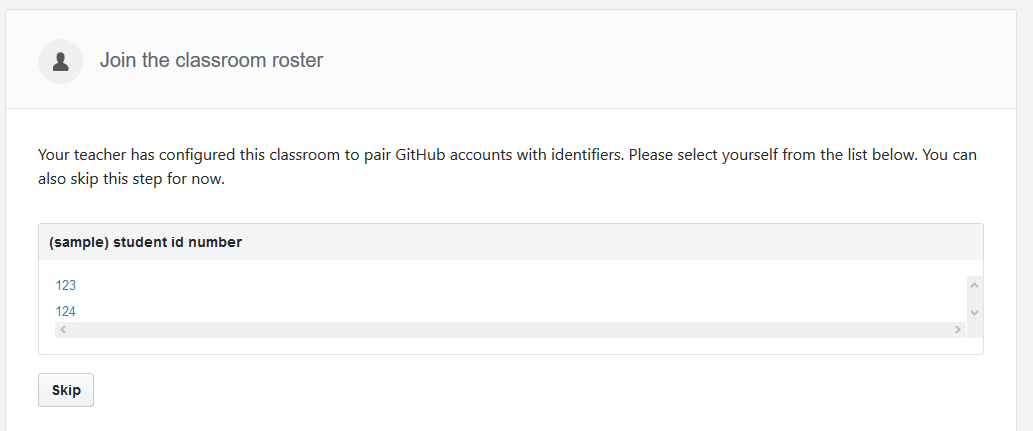 Join the classroom roster
Your teacher has configured this classroom to pair GitHub accounts with identifiers. Please select yourself from the list below. You can
also skip this step for now.
(sample) student id number
123
124
Skip